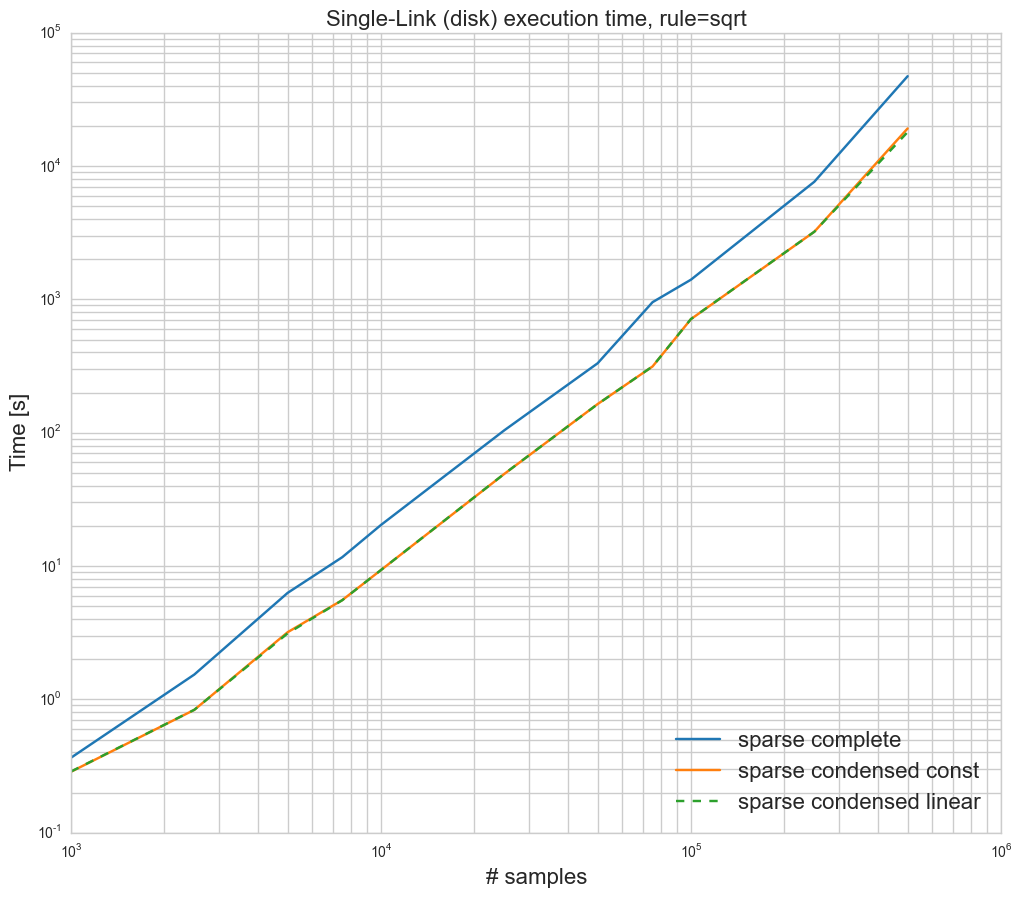 Single-Link (disk) execution time, rule=sqrt
10^5
10^4
10^3
10^2
10^1
10^0
10^-1
Time [s]
sparse complete
sparse condensed const
sparse condensed linear
10^3 10^4 10^5 10^6
# samples